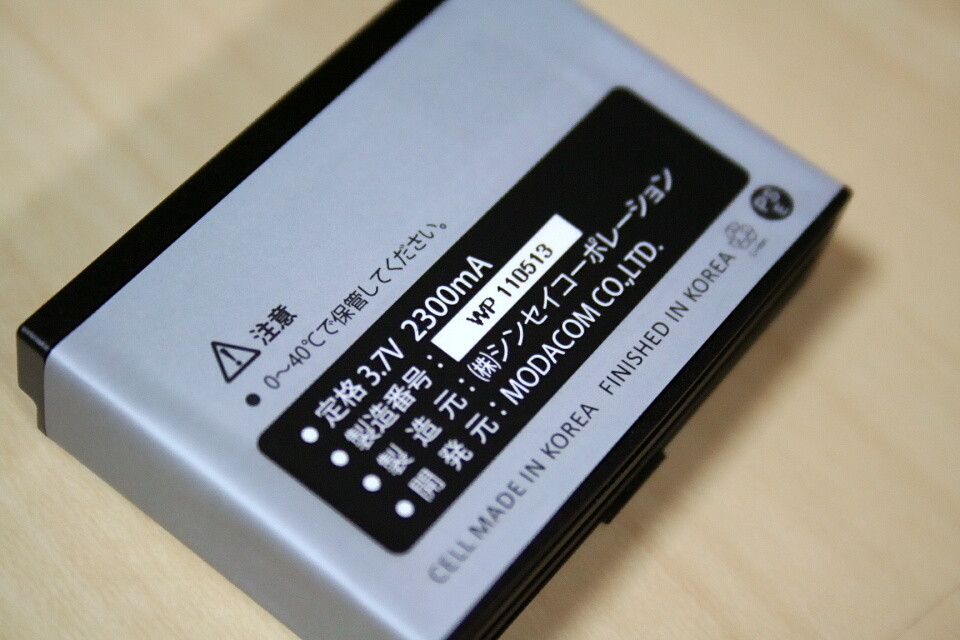 注意
● 0～40℃で保管してください。
● 定格 3.7V 2300mA
● 製造番号： WP 110513
● 製 造 元：(株)シンセイコーポレーション
● 開 発 元：MODACOM CO.,LTD.
CELL MADE IN KOREA FINISHED IN KOREA
PS E